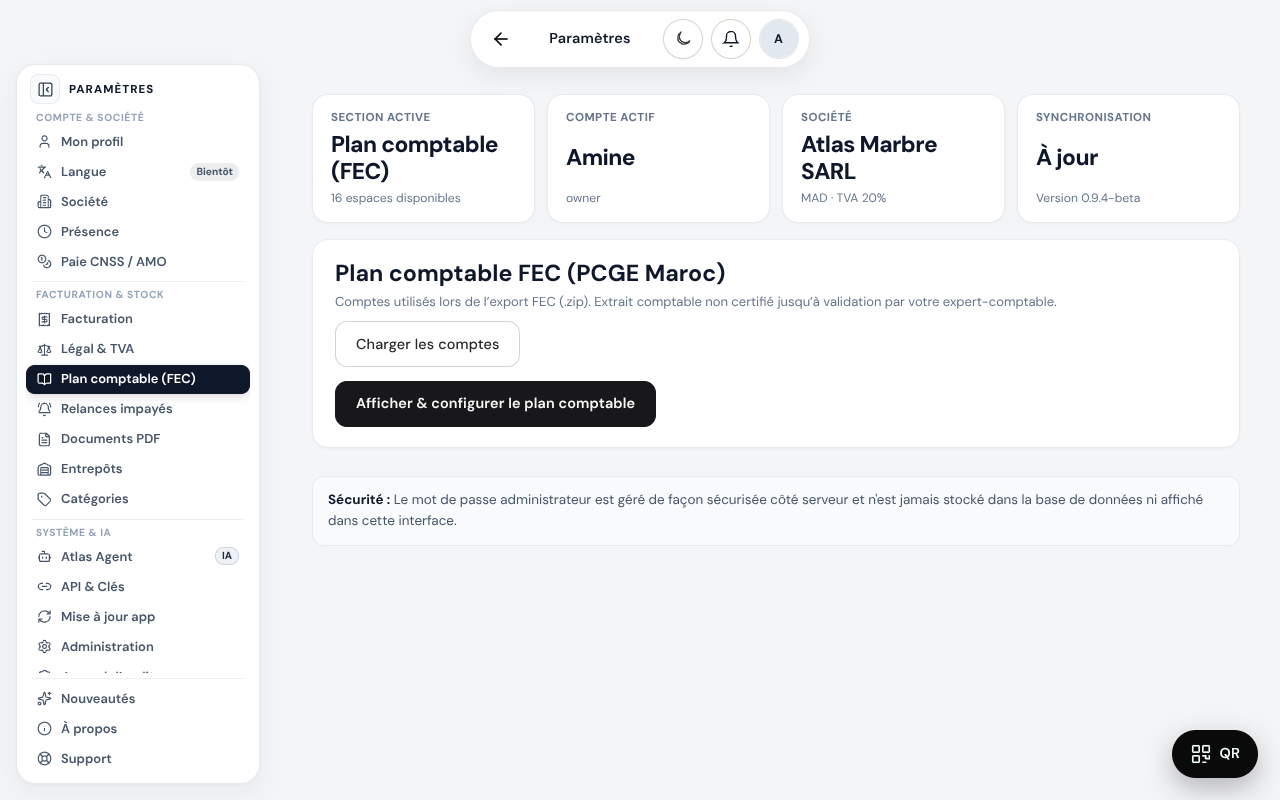 Paramètres
A
PARAMÈTRES
COMPTE & SOCIÉTÉ
Mon profil
Langue
Bientôt
Société
Présence
Paie CNSS / AMO
FACTURATION & STOCK
Facturation
Légal & TVA
Plan comptable (FEC)
Relances impayés
Documents PDF
Entrepôts
Catégories
SYSTÈME & IA
Atlas Agent
IA
API & Clés
Mise à jour app
Administration
Nouveautés
À propos
Support
SECTION ACTIVE
Plan comptable
(FEC)
16 espaces disponibles
COMPTE ACTIF
Amine
owner
SOCIÉTÉ
Atlas Marbre
SARL
MAD · TVA 20%
SYNCHRONISATION
À jour
Version 0.9.4-beta
Plan comptable FEC (PCGE Maroc)
Comptes utilisés lors de l’export FEC (.zip). Extrait comptable non certifié jusqu’à validation par votre expert-comptable.
Charger les comptes
Afficher & configurer le plan comptable
Sécurité : Le mot de passe administrateur est géré de façon sécurisée côté serveur et n'est jamais stocké dans la base de données ni affiché
dans cette interface.
QR